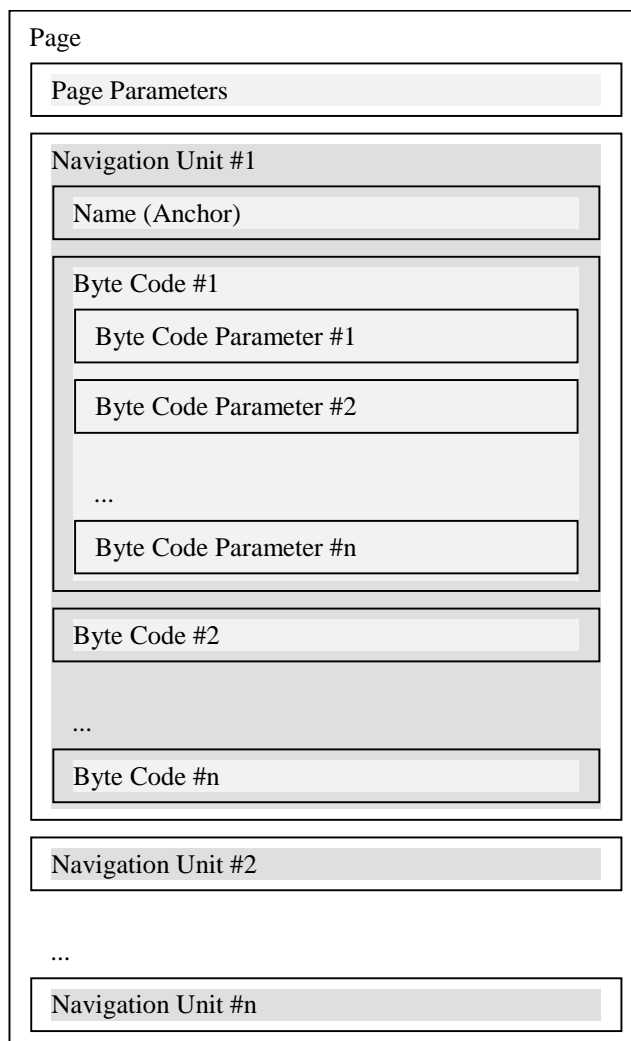 Page
Page Parameters
Navigation Unit #1
Name (Anchor)
Byte Code #1
Byte Code Parameter #1
Byte Code Parameter #2
...
Byte Code Parameter #n
Byte Code #2
...
Byte Code #n
Navigation Unit #2
...
Navigation Unit #n